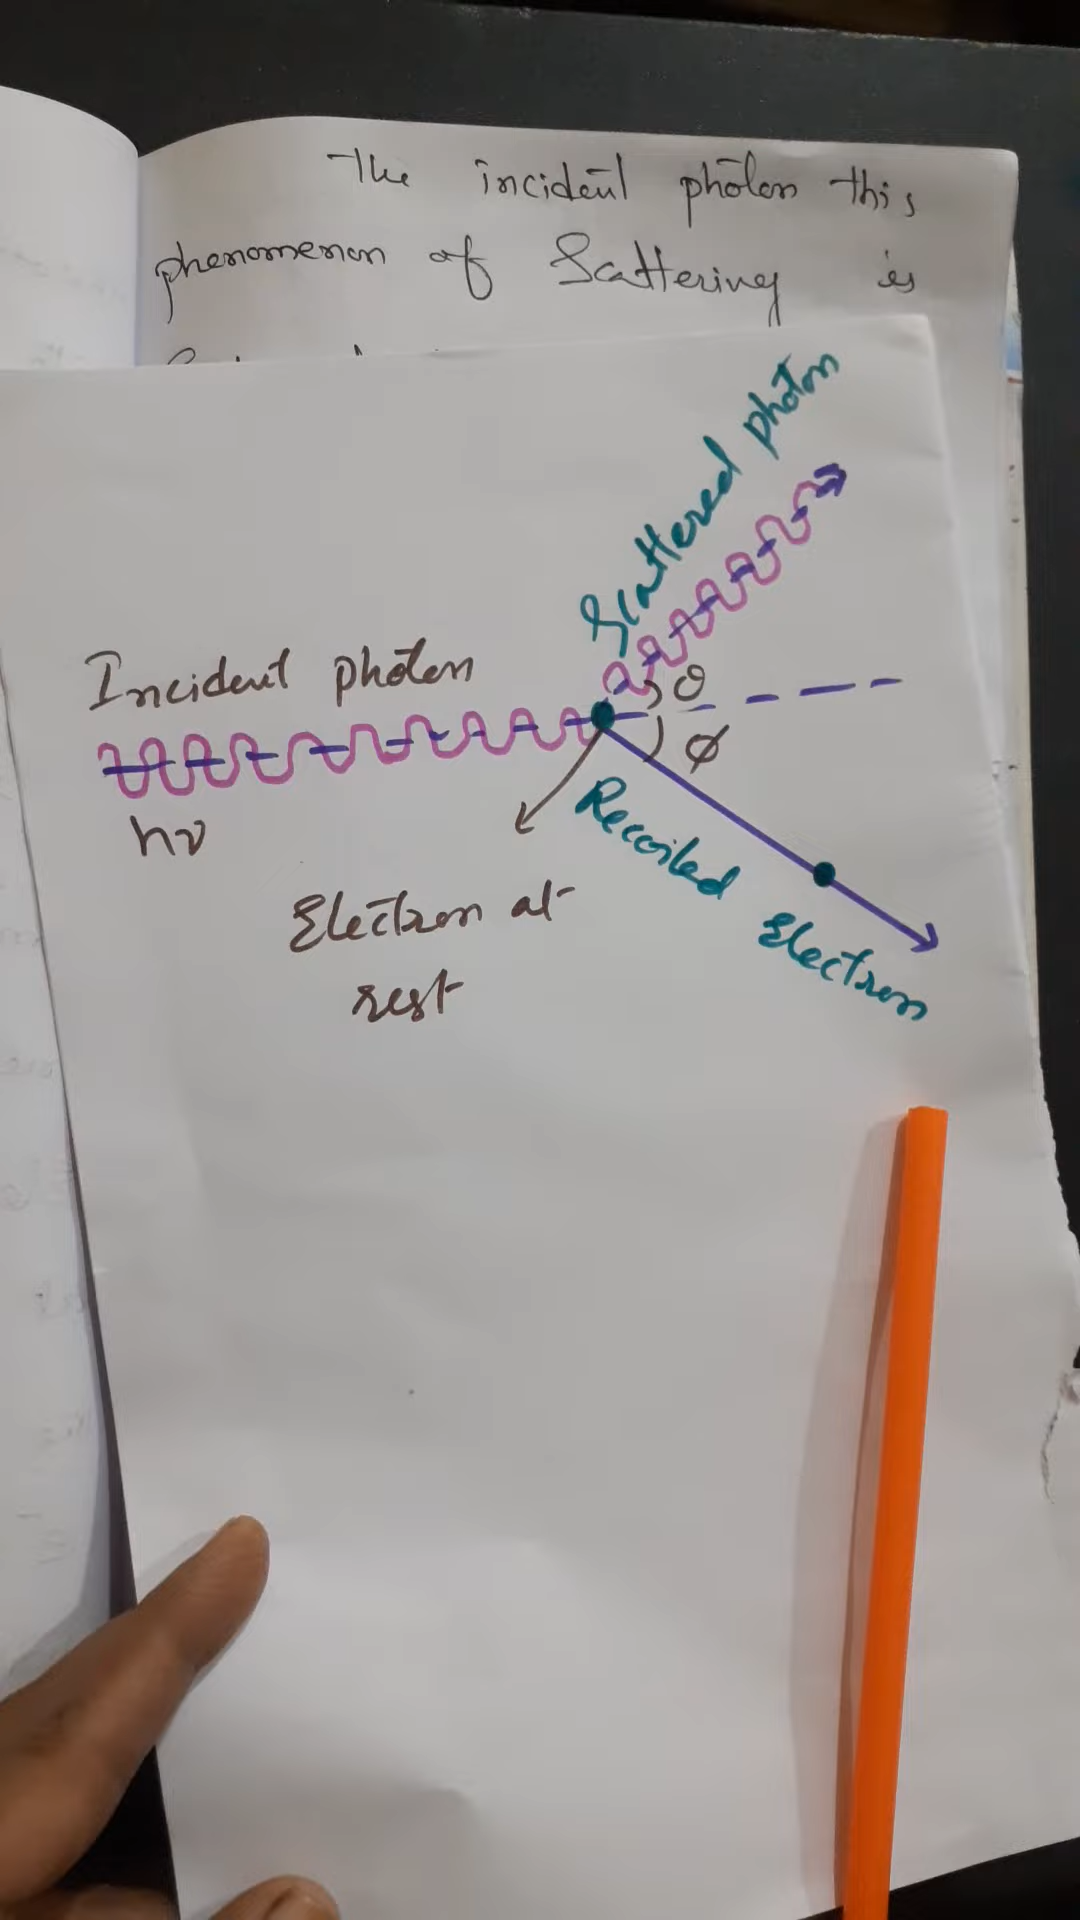 The incident photon this
phenomenon of Scattering is
Scattered photon
Incident photon
θ
ϕ
hν
Recoiled Electron
Electron at
rest